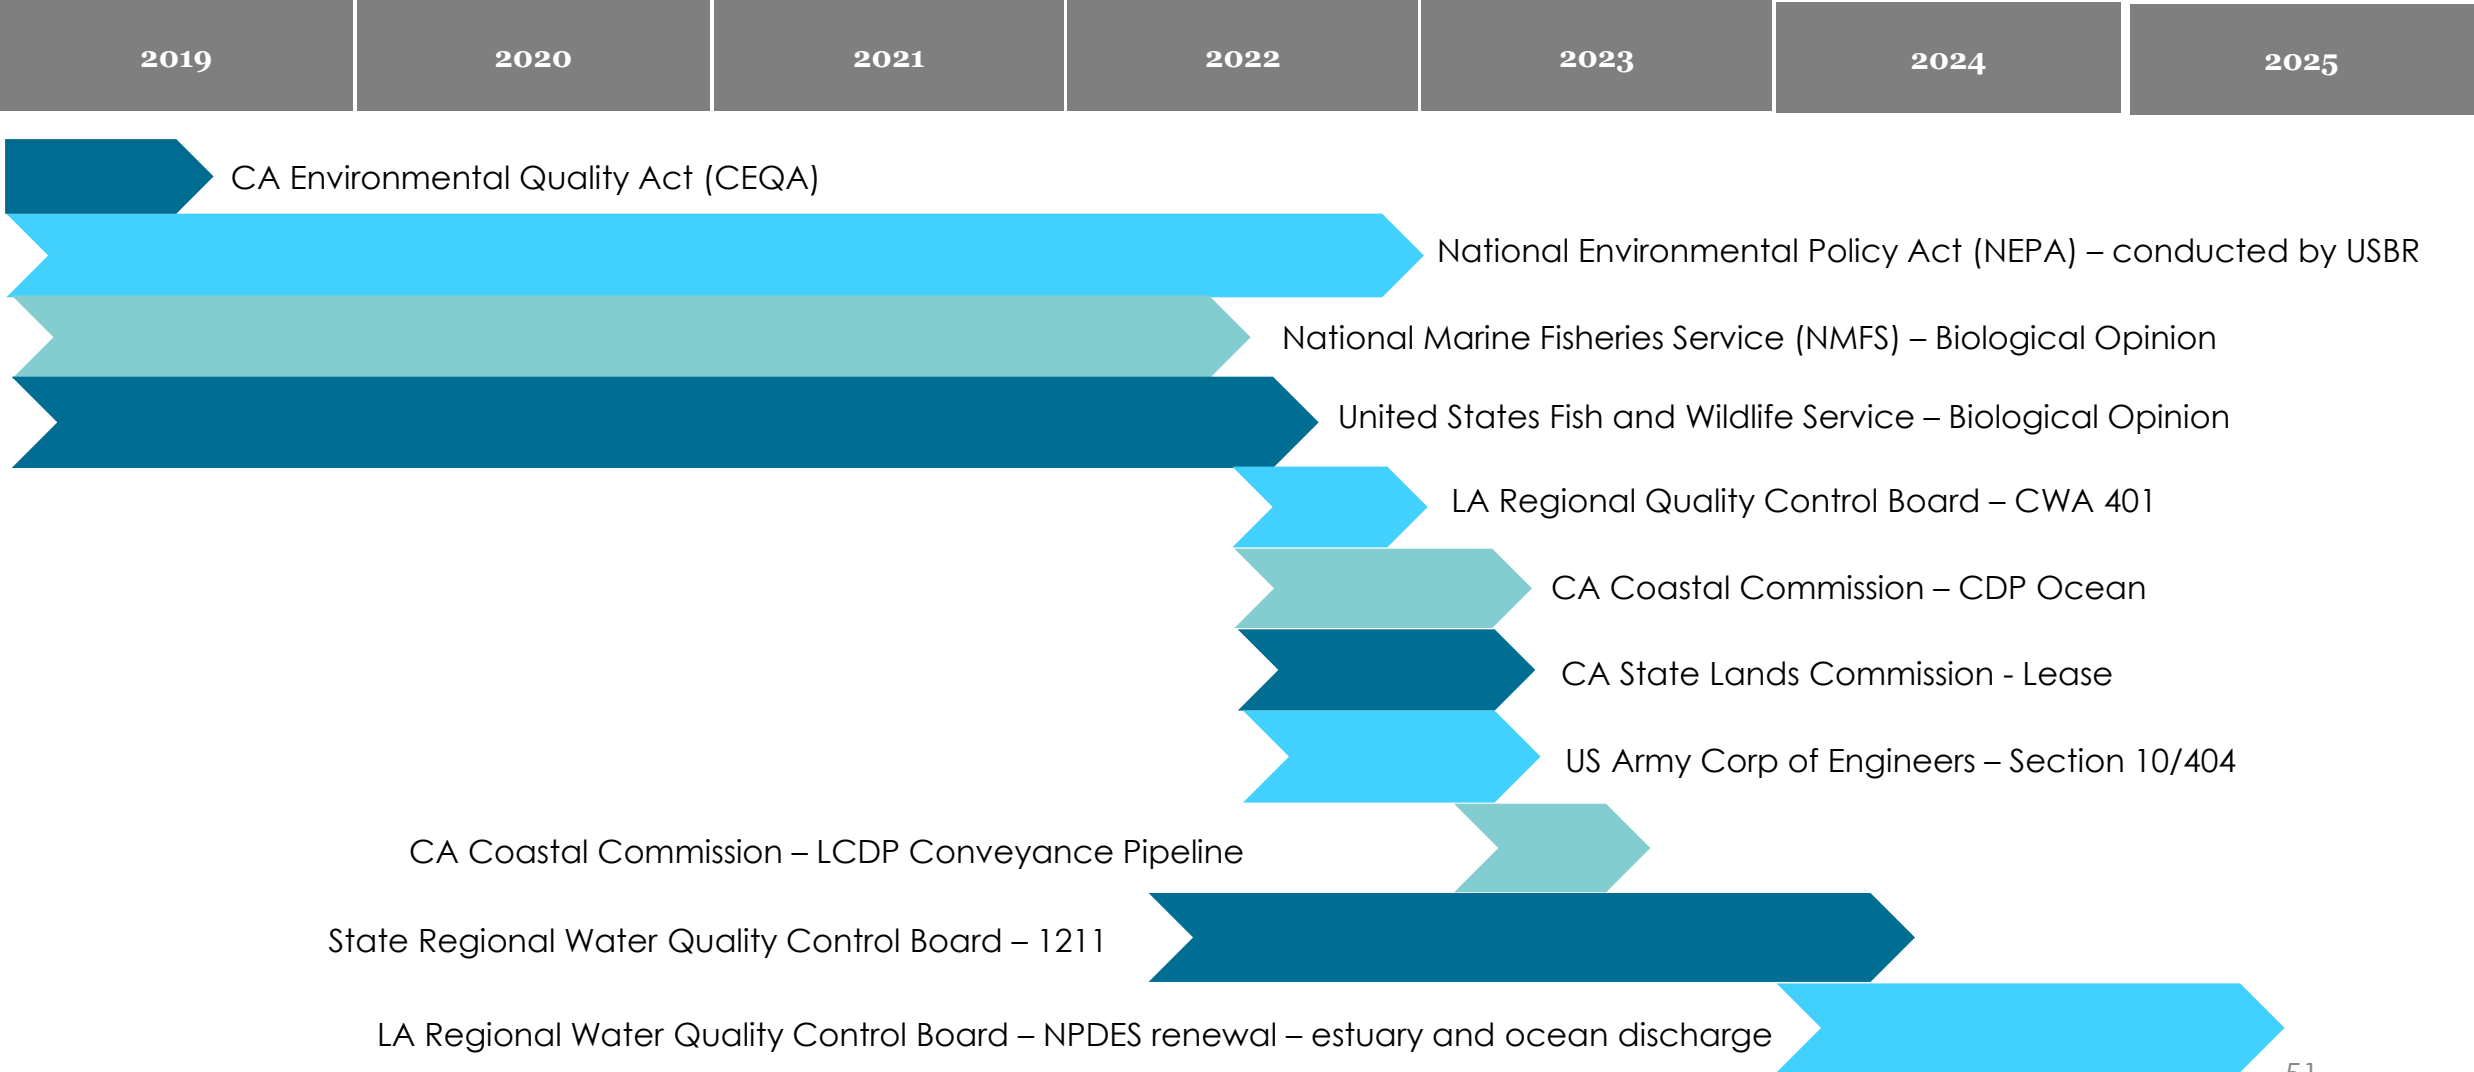 2019 2020 2021 2022 2023 2024 2025
CA Environmental Quality Act (CEQA)
National Environmental Policy Act (NEPA) – conducted by USBR
National Marine Fisheries Service (NMFS) – Biological Opinion
United States Fish and Wildlife Service – Biological Opinion
LA Regional Quality Control Board – CWA 401
CA Coastal Commission – CDP Ocean
CA State Lands Commission - Lease
US Army Corp of Engineers – Section 10/404
CA Coastal Commission – LCDP Conveyance Pipeline
State Regional Water Quality Control Board – 1211
LA Regional Water Quality Control Board – NPDES renewal – estuary and ocean discharge
51